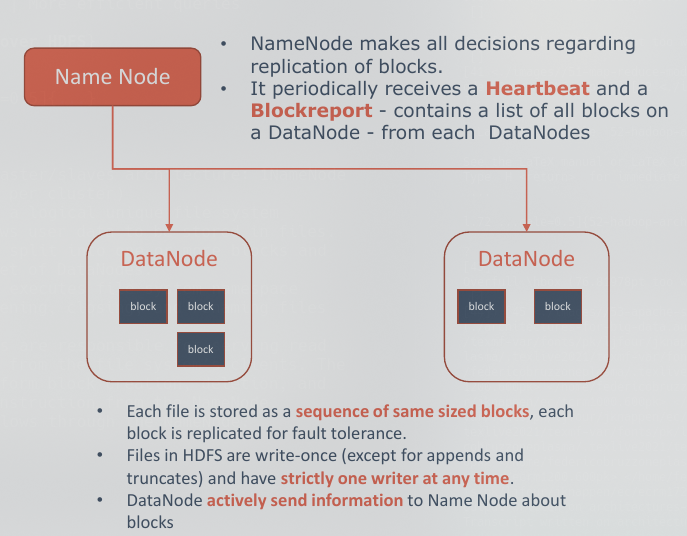 Name Node
• NameNode makes all decisions regarding
replication of blocks.
• It periodically receives a Heartbeat and a
Blockreport - contains a list of all blocks on
a DataNode - from each DataNodes
DataNode
block block
block
DataNode
block block
• Each file is stored as a sequence of same sized blocks, each
block is replicated for fault tolerance.
• Files in HDFS are write-once (except for appends and
truncates) and have strictly one writer at any time.
• DataNode actively send information to Name Node about
blocks